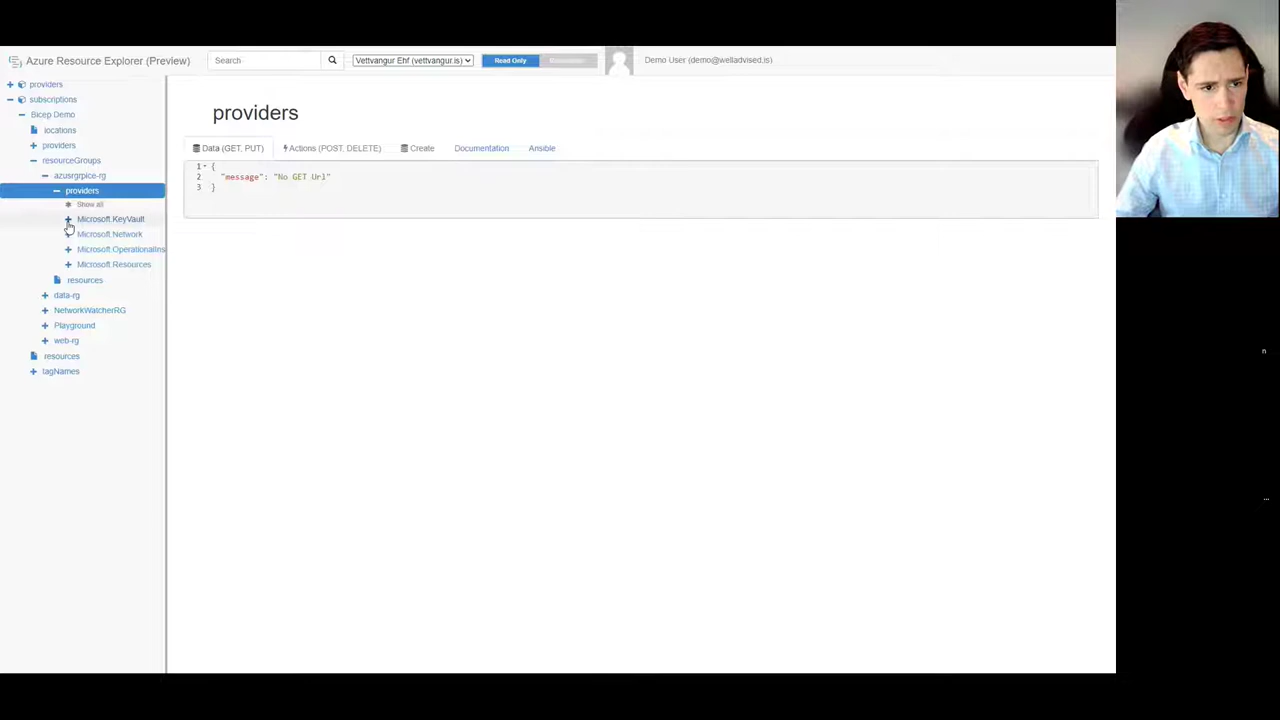 Azure Resource Explorer (Preview)
Search
Vettvangur Ehf (vettvangur.is)
Read Only
Demo User (demo@welladvised.is)
providers
subscriptions
Bicep Demo
locations
providers
resourceGroups
azusrgrpice-rg
providers
Show all
Microsoft.KeyVault
Microsoft.Network
Microsoft.OperationalIns
Microsoft.Resources
resources
data-rg
NetworkWatcherRG
Playground
web-rg
resources
tagNames
providers
Data (GET, PUT)
Actions (POST, DELETE)
Create
Documentation
Ansible
1 {
2 "message": "No GET Url"
3 }
n
...